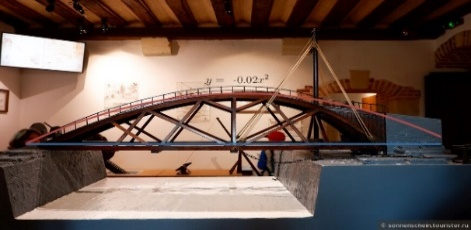 y = -0.02x²
© sonnenschein.tourister.ru